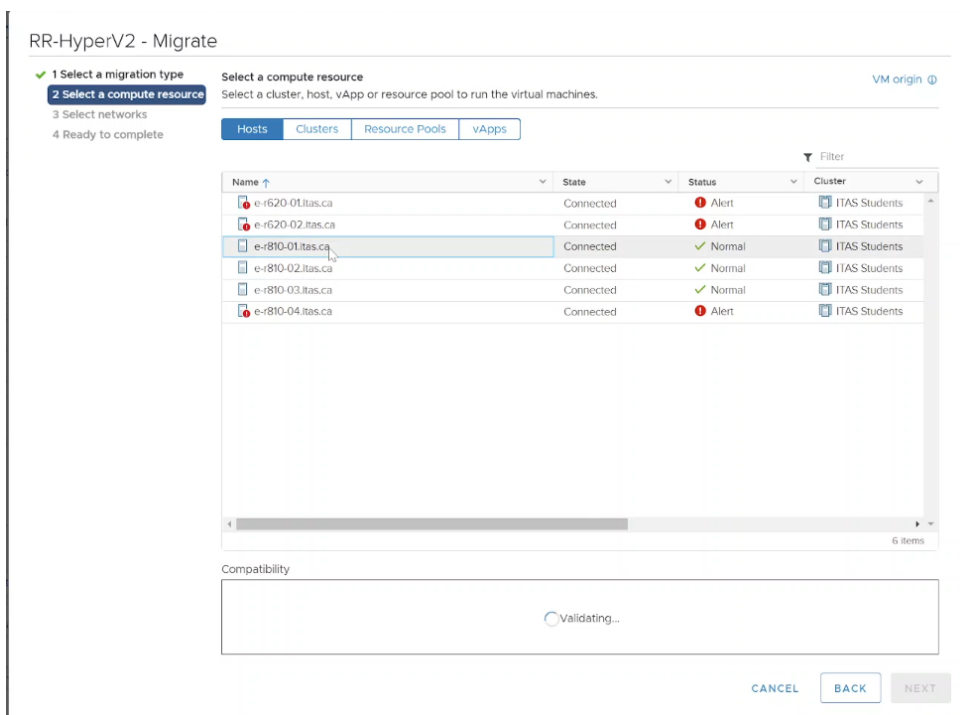 RR-HyperV2 - Migrate
1 Select a migration type
2 Select a compute resource
3 Select networks
4 Ready to complete
Select a compute resource
VM origin
Select a cluster, host, vApp or resource pool to run the virtual machines.
Hosts Clusters Resource Pools vApps
Filter
Name State Status Cluster
e-r620-01.itas.ca Connected Alert ITAS Students
e-r620-02.itas.ca Connected Alert ITAS Students
e-r810-01.itas.ca Connected Normal ITAS Students
e-r810-02.itas.ca Connected Normal ITAS Students
e-r810-03.itas.ca Connected Normal ITAS Students
e-r810-04.itas.ca Connected Alert ITAS Students
6 items
Compatibility
Validating...
CANCEL BACK NEXT